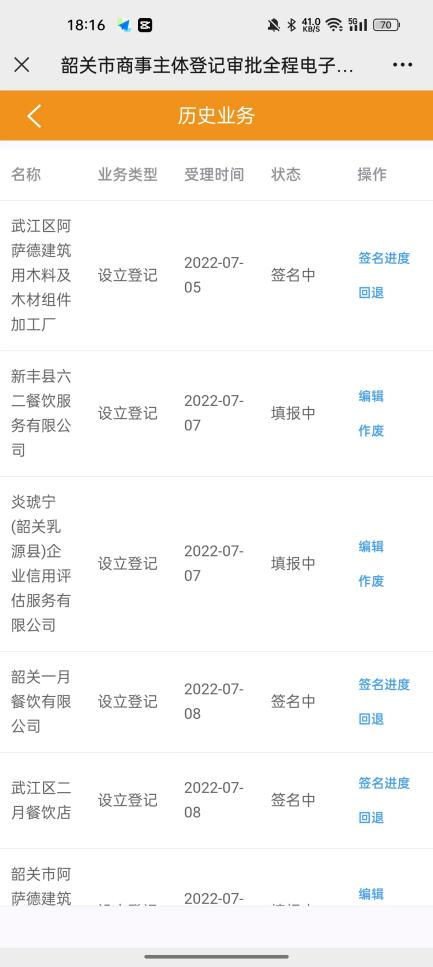 18:16 41.0 KB/S 5G 70
韶关市商事主体登记审批全程电子…
历史业务
名称 业务类型 受理时间 状态 操作
武江区阿
萨德建筑
用木料及
木材组件
加工厂
设立登记
2022-07-
05
签名中
签名进度
回退
新丰县六
二餐饮服
务有限公
司
设立登记
2022-07-
07
填报中
编辑
作废
炎琥宁
(韶关乳
源县)企
业信用评
估服务有
限公司
设立登记
2022-07-
07
填报中
编辑
作废
韶关一月
餐饮有限
公司
设立登记
2022-07-
08
签名中
签名进度
回退
武江区二
月餐饮店
设立登记
2022-07-
08
签名中
签名进度
回退
韶关市阿
萨德建筑
2022-07-
编辑